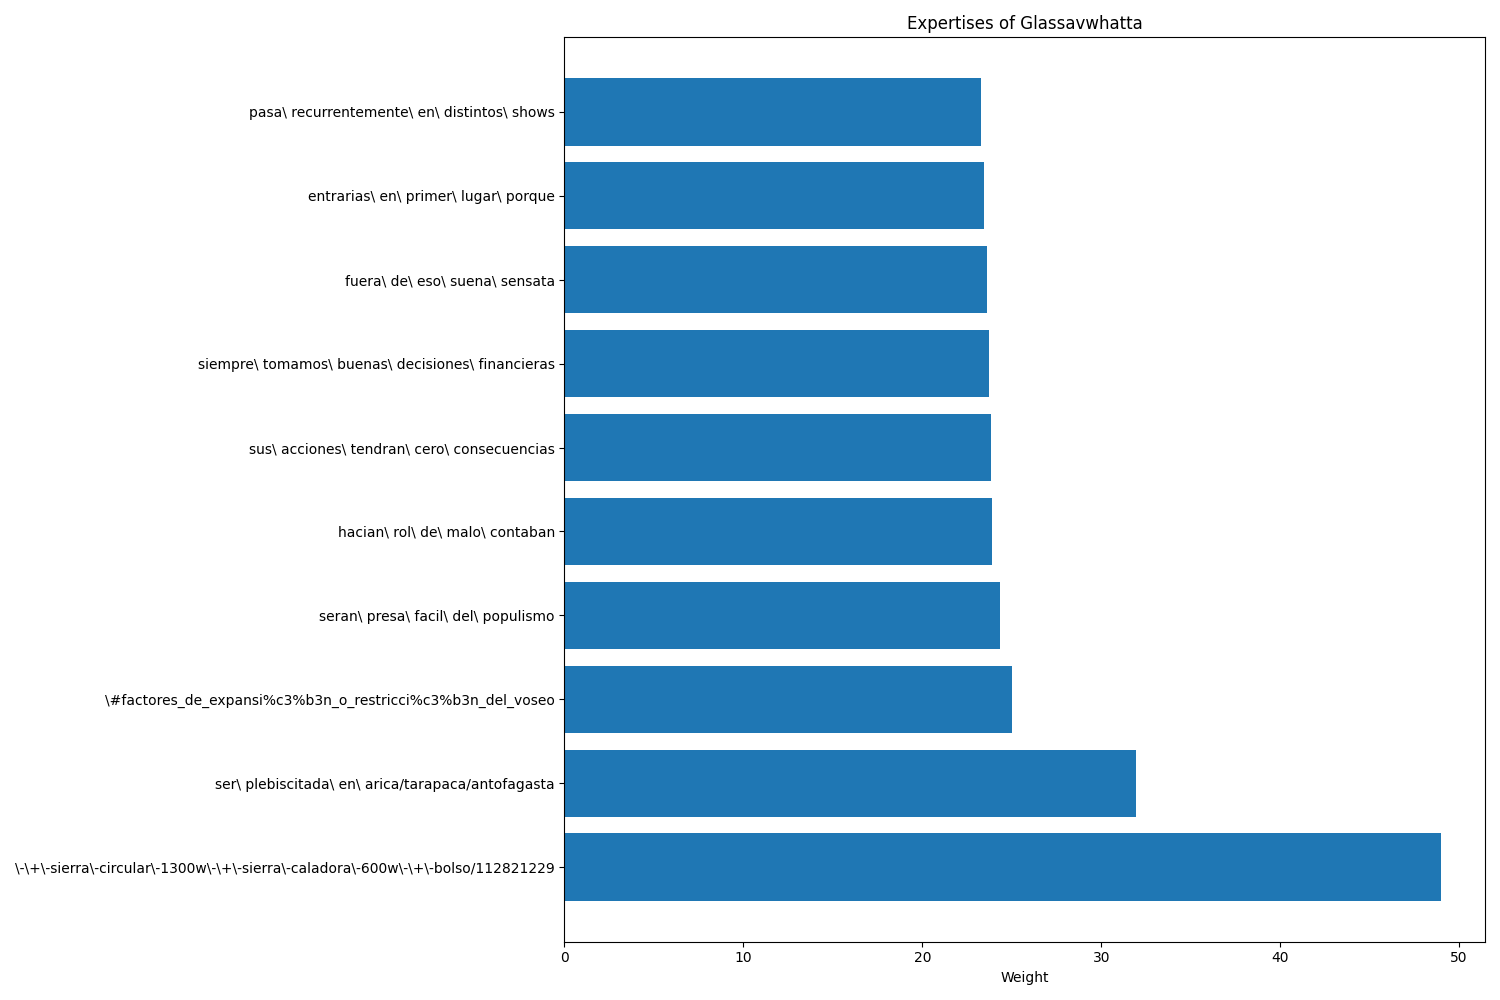 Expertises of Glassavwhatta
pasa\ recurrentemente\ en\ distintos\ shows
entrarias\ en\ primer\ lugar\ porque
fuera\ de\ eso\ suena\ sensata
siempre\ tomamos\ buenas\ decisiones\ financieras
sus\ acciones\ tendran\ cero\ consecuencias
hacian\ rol\ de\ malo\ contaban
seran\ presa\ facil\ del\ populismo
\#factores_de_expansi%c3%b3n_o_restricci%c3%b3n_del_voseo
ser\ plebiscitada\ en\ arica/tarapaca/antofagasta
\-\+\-sierra\-circular\-1300w\-\+\-sierra\-caladora\-600w\-\+\-bolso/112821229
0 10 20 30 40 50
Weight